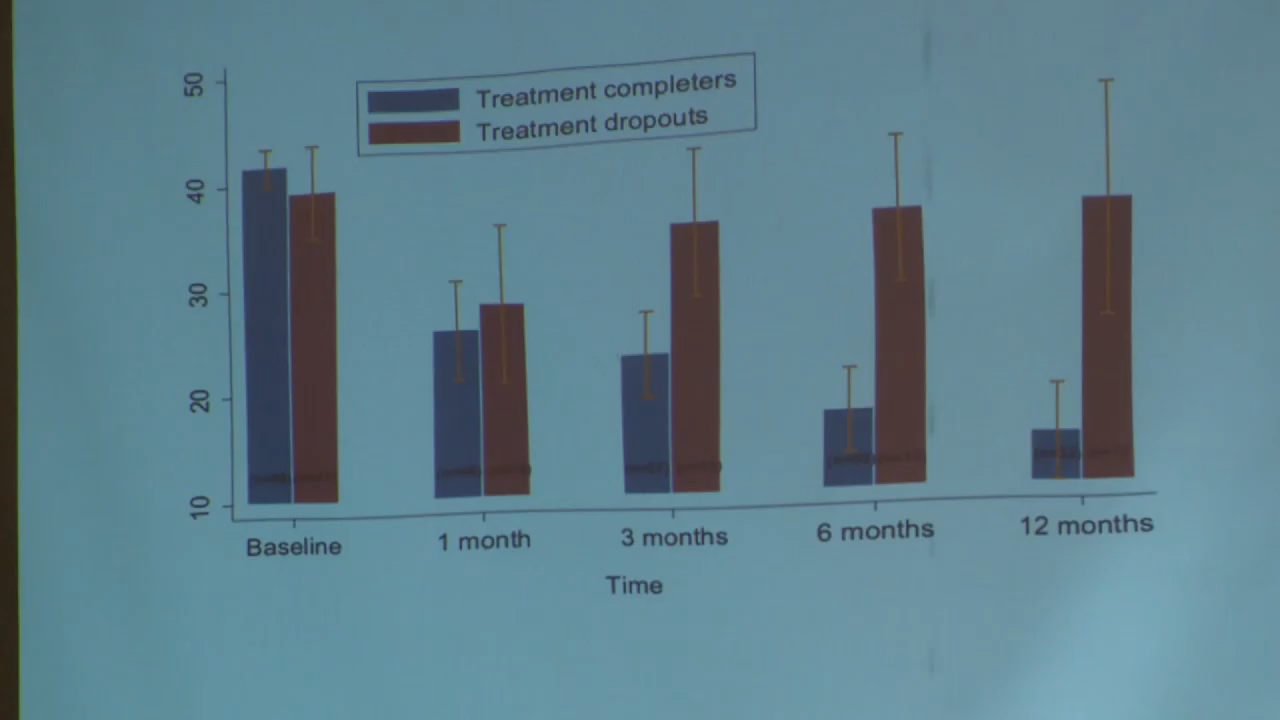 50
40
30
20
10
Treatment completers
Treatment dropouts
Baseline
1 month
3 months
6 months
12 months
Time